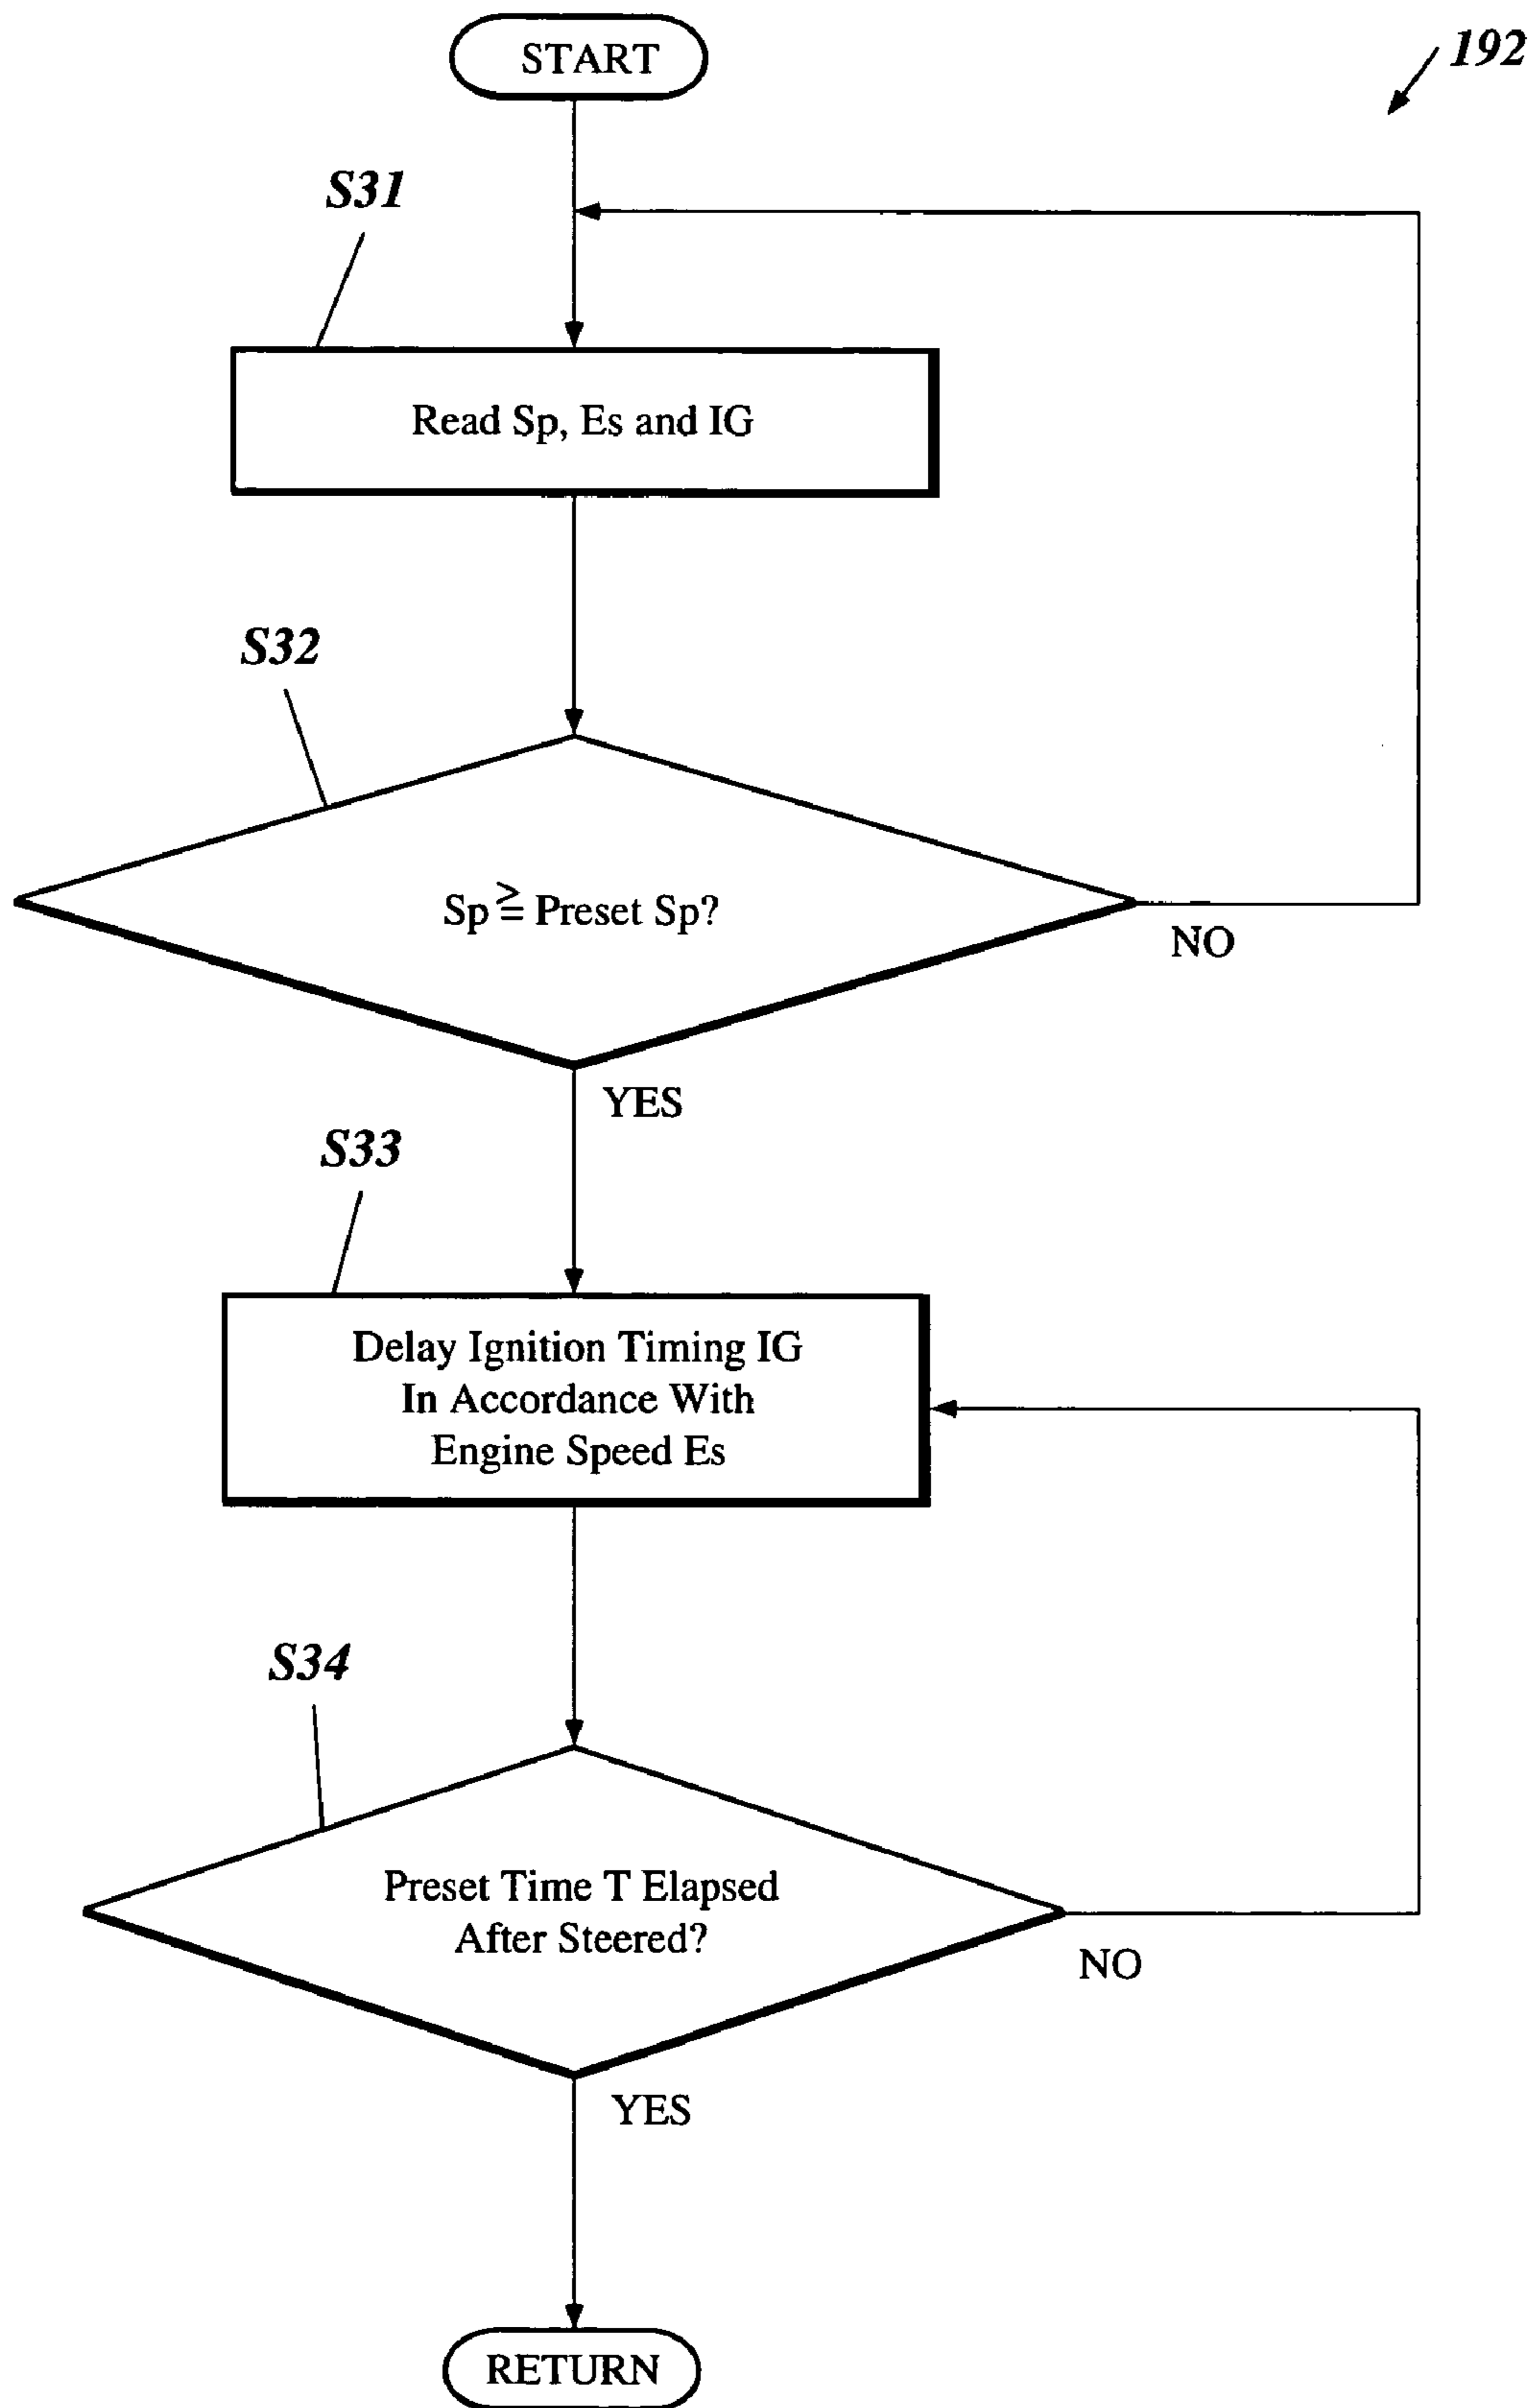 START
192
S31
Read Sp, Es and IG
S32
Sp ≧ Preset Sp?
NO
YES
S33
Delay Ignition Timing IG
In Accordance With
Engine Speed Es
S34
Preset Time T Elapsed
After Steered?
NO
YES
RETURN